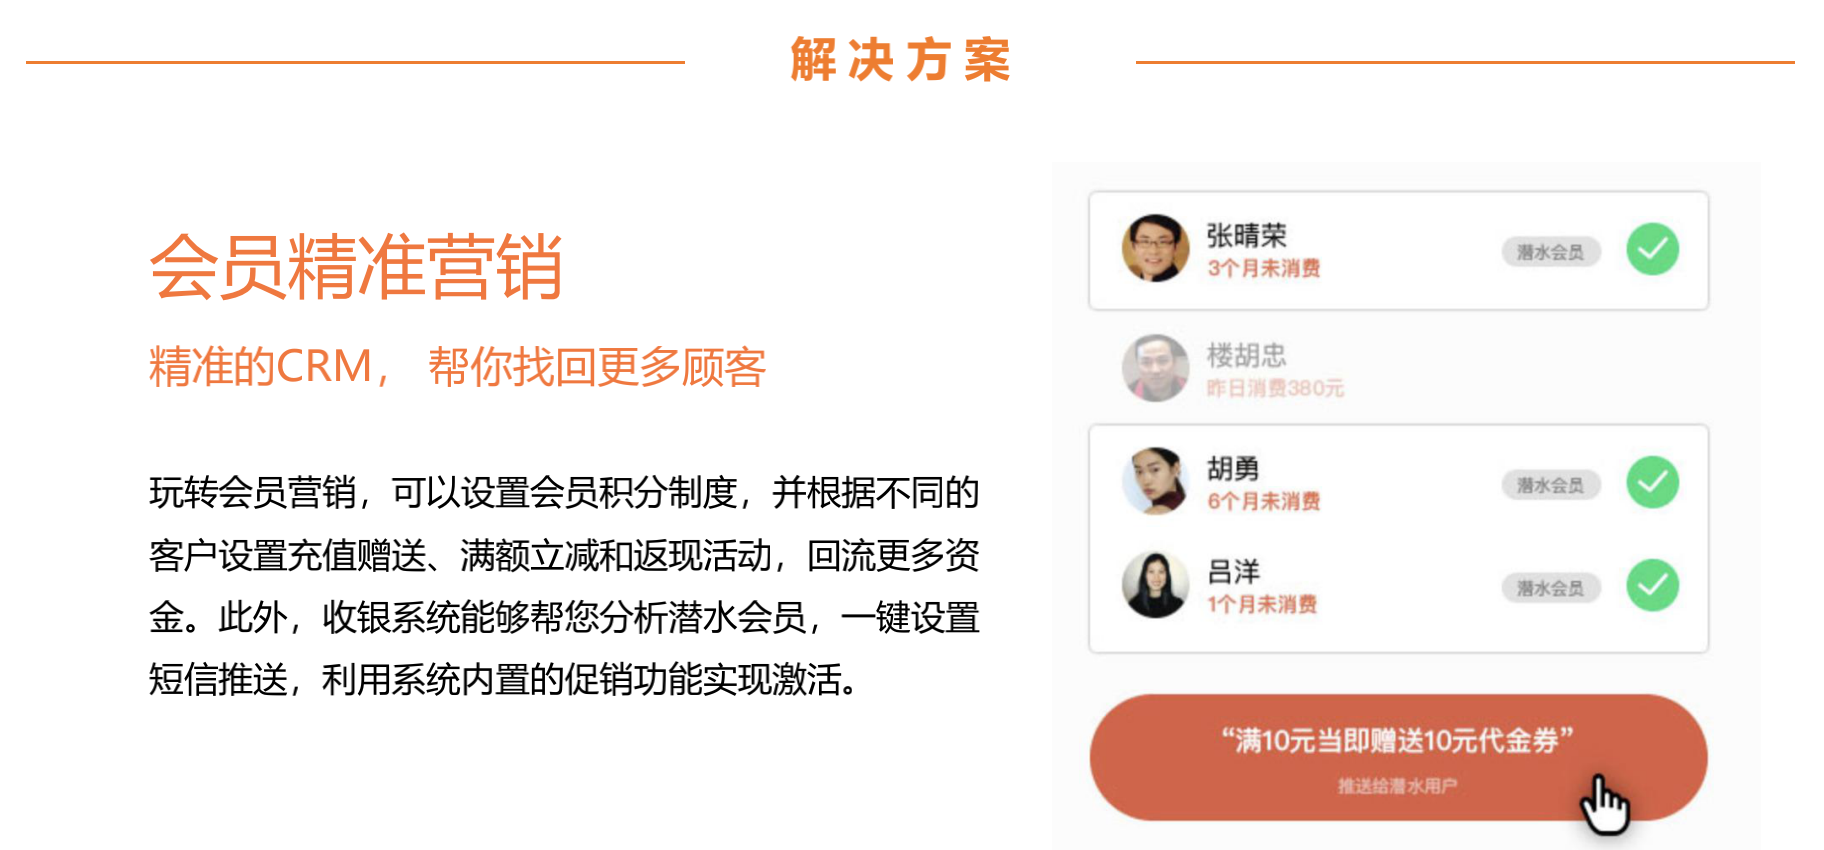 解决方案
会员精准营销
精准的CRM， 帮你找回更多顾客
玩转会员营销，可以设置会员积分制度，并根据不同的
客户设置充值赠送、满额立减和返现活动，回流更多资
金。此外，收银系统能够帮您分析潜水会员，一键设置
短信推送，利用系统内置的促销功能实现激活。
张晴荣
3个月未消费
潜水会员
楼胡忠
昨日消费380元
胡勇
6个月未消费
潜水会员
吕洋
1个月未消费
潜水会员
“满10元当即赠送10元代金券”
推送给潜水用户